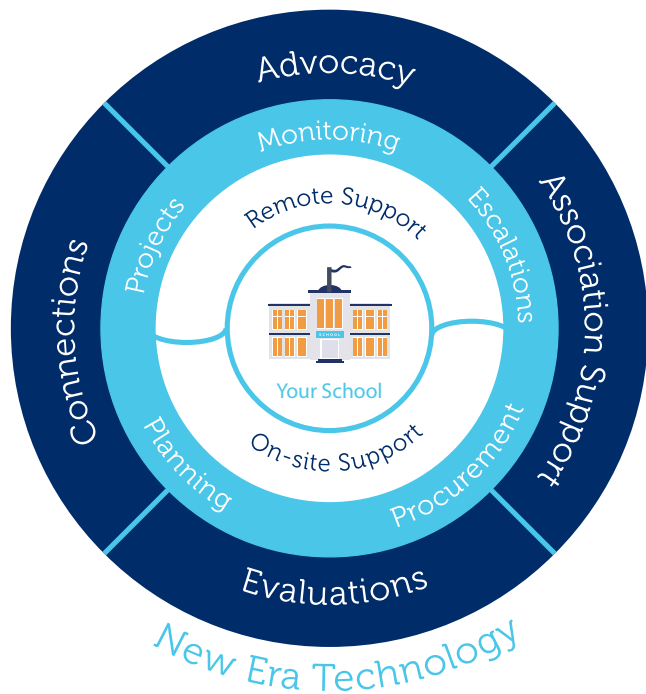 Advocacy
Monitoring
Remote Support
Projects
Escalations
Connections
Association Support
SCHOOL
Your School
On-site Support
Planning
Procurement
Evaluations
New Era Technology